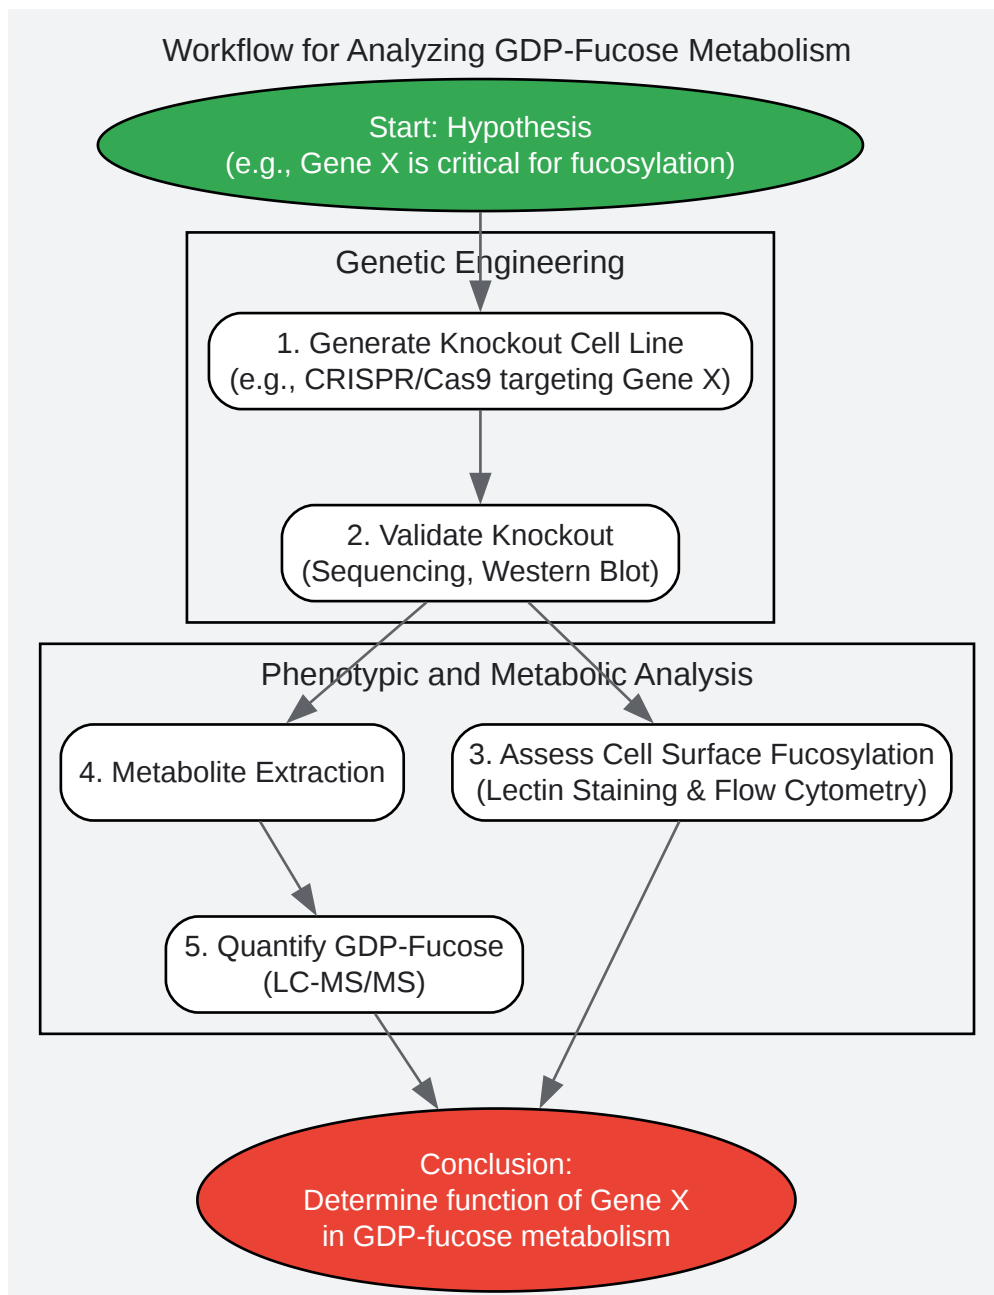 Workflow for Analyzing GDP-Fucose Metabolism
Start: Hypothesis
(e.g., Gene X is critical for fucosylation)
Genetic Engineering
1. Generate Knockout Cell Line
(e.g., CRISPR/Cas9 targeting Gene X)
2. Validate Knockout
(Sequencing, Western Blot)
Phenotypic and Metabolic Analysis
4. Metabolite Extraction
3. Assess Cell Surface Fucosylation
(Lectin Staining & Flow Cytometry)
5. Quantify GDP-Fucose
(LC-MS/MS)
Conclusion:
Determine function of Gene X
in GDP-fucose metabolism